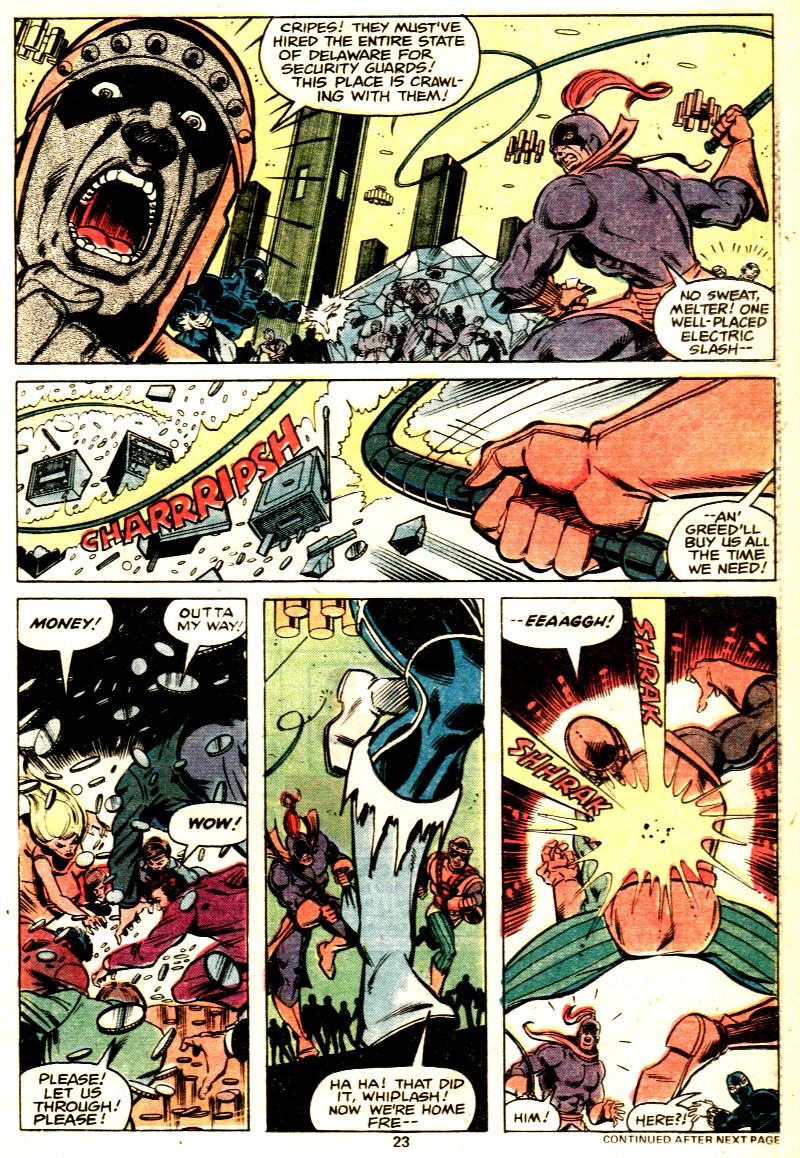 CRIPES! THEY MUST'VE
HIRED THE ENTIRE STATE
OF DELAWARE FOR
SECURITY GUARDS!
THIS PLACE IS CRAWL-
ING WITH THEM!
NO SWEAT,
MELTER! ONE
WELL-PLACED
ELECTRIC
SLASH--
CHARRRIPSH
--AN'
GREED'LL
BUY US ALL
THE TIME
WE NEED!
MONEY!
OUTTA
MY WAY!
WOW!
PLEASE!
LET US
THROUGH!
PLEASE!
HA HA! THAT DID
IT, WHIPLASH!
NOW WE'RE HOME
FRE--
--EEAAGGH!
SHRAK
SHHRAK
HIM!
HERE?!
23
CONTINUED AFTER NEXT PAGE